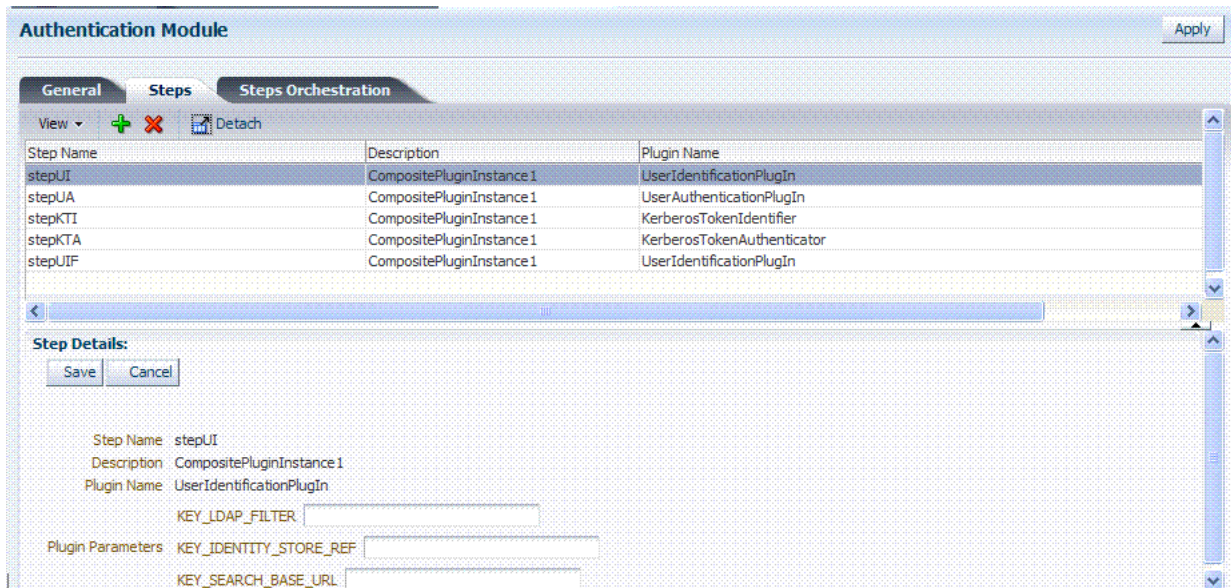 Authentication Module
Apply
General Steps Steps Orchestration
View Detach
Step Name Description Plugin Name
stepUI CompositePluginInstance1 UserIdentificationPlugIn
stepUA CompositePluginInstance1 UserAuthenticationPlugIn
stepKTI CompositePluginInstance1 KerberosTokenIdentifier
stepKTA CompositePluginInstance1 KerberosTokenAuthenticator
stepUIF CompositePluginInstance1 UserIdentificationPlugIn
Step Details:
Save Cancel
Step Name stepUI
Description CompositePluginInstance1
Plugin Name UserIdentificationPlugIn
KEY_LDAP_FILTER
Plugin Parameters KEY_IDENTITY_STORE_REF
KEY_SEARCH_BASE_URL